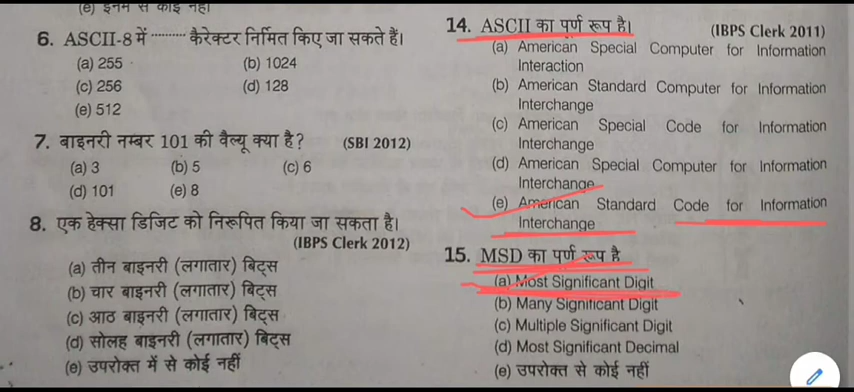 (e) इनमें से कोई नहीं
6. ASCII-8 में ········· कैरेक्टर निर्मित किए जा सकते हैं।
(a) 255 (b) 1024
(c) 256 (d) 128
(e) 512
7. बाइनरी नम्बर 101 की वैल्यू क्या है? (SBI 2012)
(a) 3 (b) 5 (c) 6
(d) 101 (e) 8
8. एक हेक्सा डिजिट को निरूपित किया जा सकता है।
(IBPS Clerk 2012)
(a) तीन बाइनरी (लगातार) बिट्स
(b) चार बाइनरी (लगातार) बिट्स
(c) आठ बाइनरी (लगातार) बिट्स
(d) सोलह बाइनरी (लगातार) बिट्स
(e) उपरोक्त में से कोई नहीं
14. ASCII का पूर्ण रूप है। (IBPS Clerk 2011)
(a) American Special Computer for Information
Interaction
(b) American Standard Computer for Information
Interchange
(c) American Special Code for Information
Interchange
(d) American Special Computer for Information
Interchange
(e) American Standard Code for Information
Interchange
15. MSD का पूर्ण रूप है
(a) Most Significant Digit
(b) Many Significant Digit
(c) Multiple Significant Digit
(d) Most Significant Decimal
(e) उपरोक्त से कोई नहीं